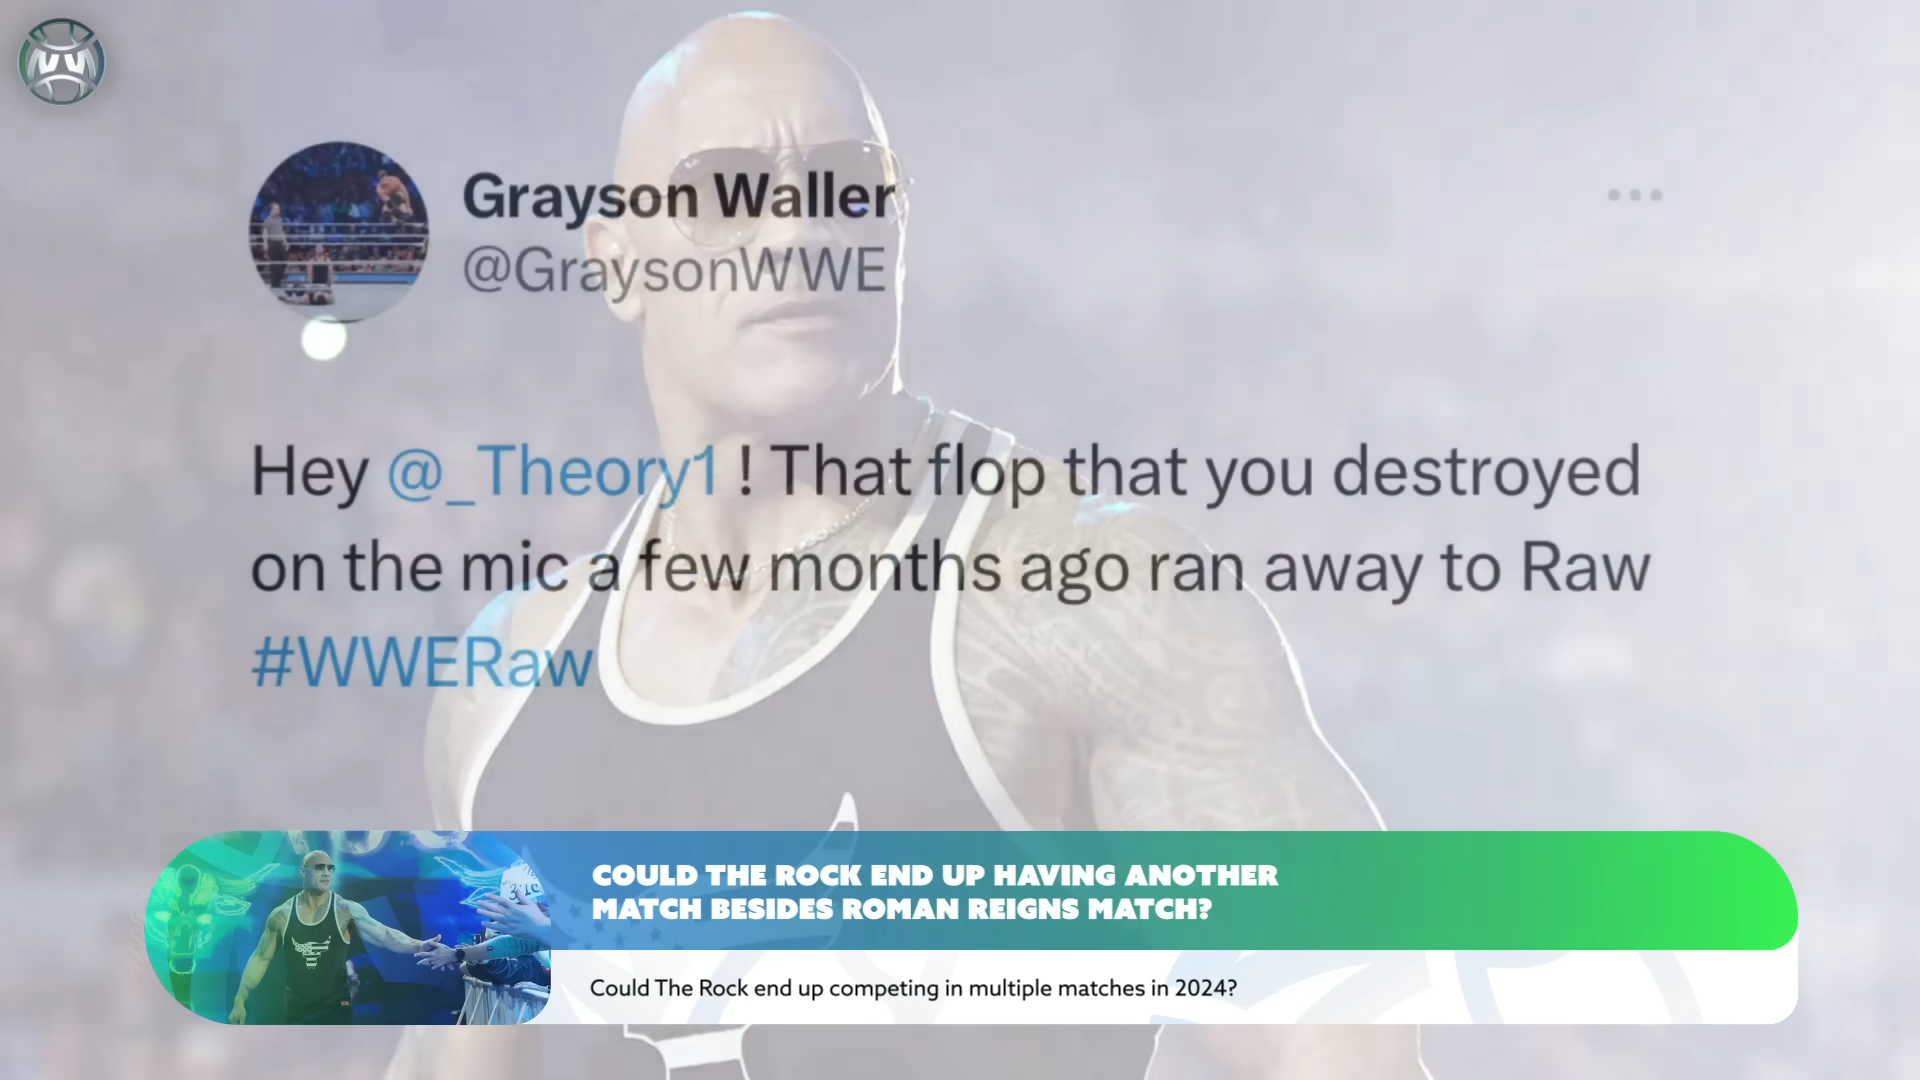 Grayson Waller
@GraysonWWE
Hey @_Theory1 ! That flop that you destroyed
on the mic a few months ago ran away to Raw
#WWERaw
COULD THE ROCK END UP HAVING ANOTHER
MATCH BESIDES ROMAN REIGNS MATCH?
Could The Rock end up competing in multiple matches in 2024?